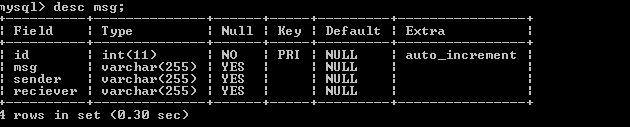 mysql> desc msg;
+----------+--------------+------+-----+---------+----------------+
| Field    | Type         | Null | Key | Default | Extra          |
+----------+--------------+------+-----+---------+----------------+
| id       | int(11)      | NO   | PRI | NULL    | auto_increment |
| msg      | varchar(255) | YES  |     | NULL    |                |
| sender   | varchar(255) | YES  |     | NULL    |                |
| reciever | varchar(255) | YES  |     | NULL    |                |
+----------+--------------+------+-----+---------+----------------+
4 rows in set (0.30 sec)